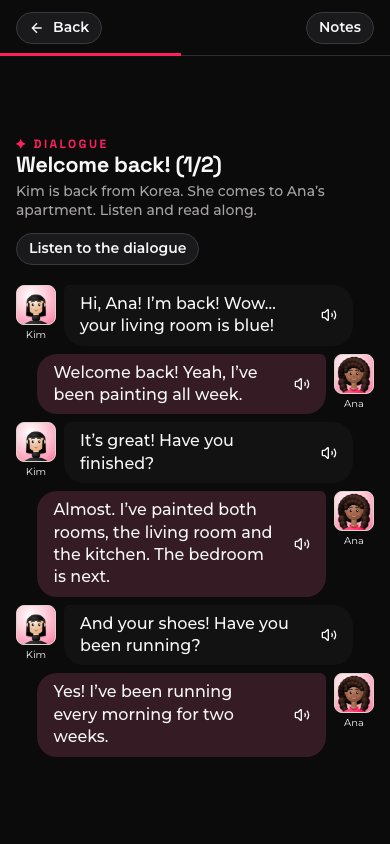 Back
Notes
DIALOGUE
Welcome back! (1/2)
Kim is back from Korea. She comes to Ana's
apartment. Listen and read along.
Listen to the dialogue
Hi, Ana! I'm back! Wow...
your living room is blue!
Kim
Welcome back! Yeah, I've
been painting all week.
Ana
It's great! Have you
finished?
Kim
Almost. I've painted both
rooms, the living room and
the kitchen. The bedroom
is next.
Ana
And your shoes! Have you
been running?
Kim
Yes! I've been running
every morning for two
weeks.
Ana